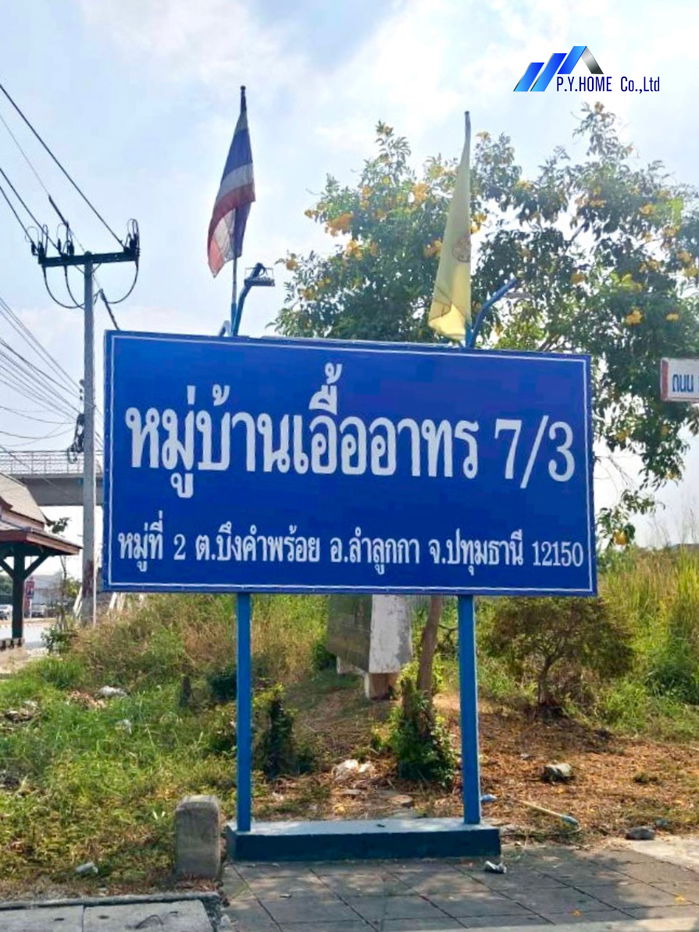 P.Y.HOME Co.,Ltd
หมู่บ้านเอื้ออาทร 7/3
ถนน
หมู่ที่ 2 ต.บึงคำพร้อย อ.ลำลูกกา จ.ปทุมธานี 12150